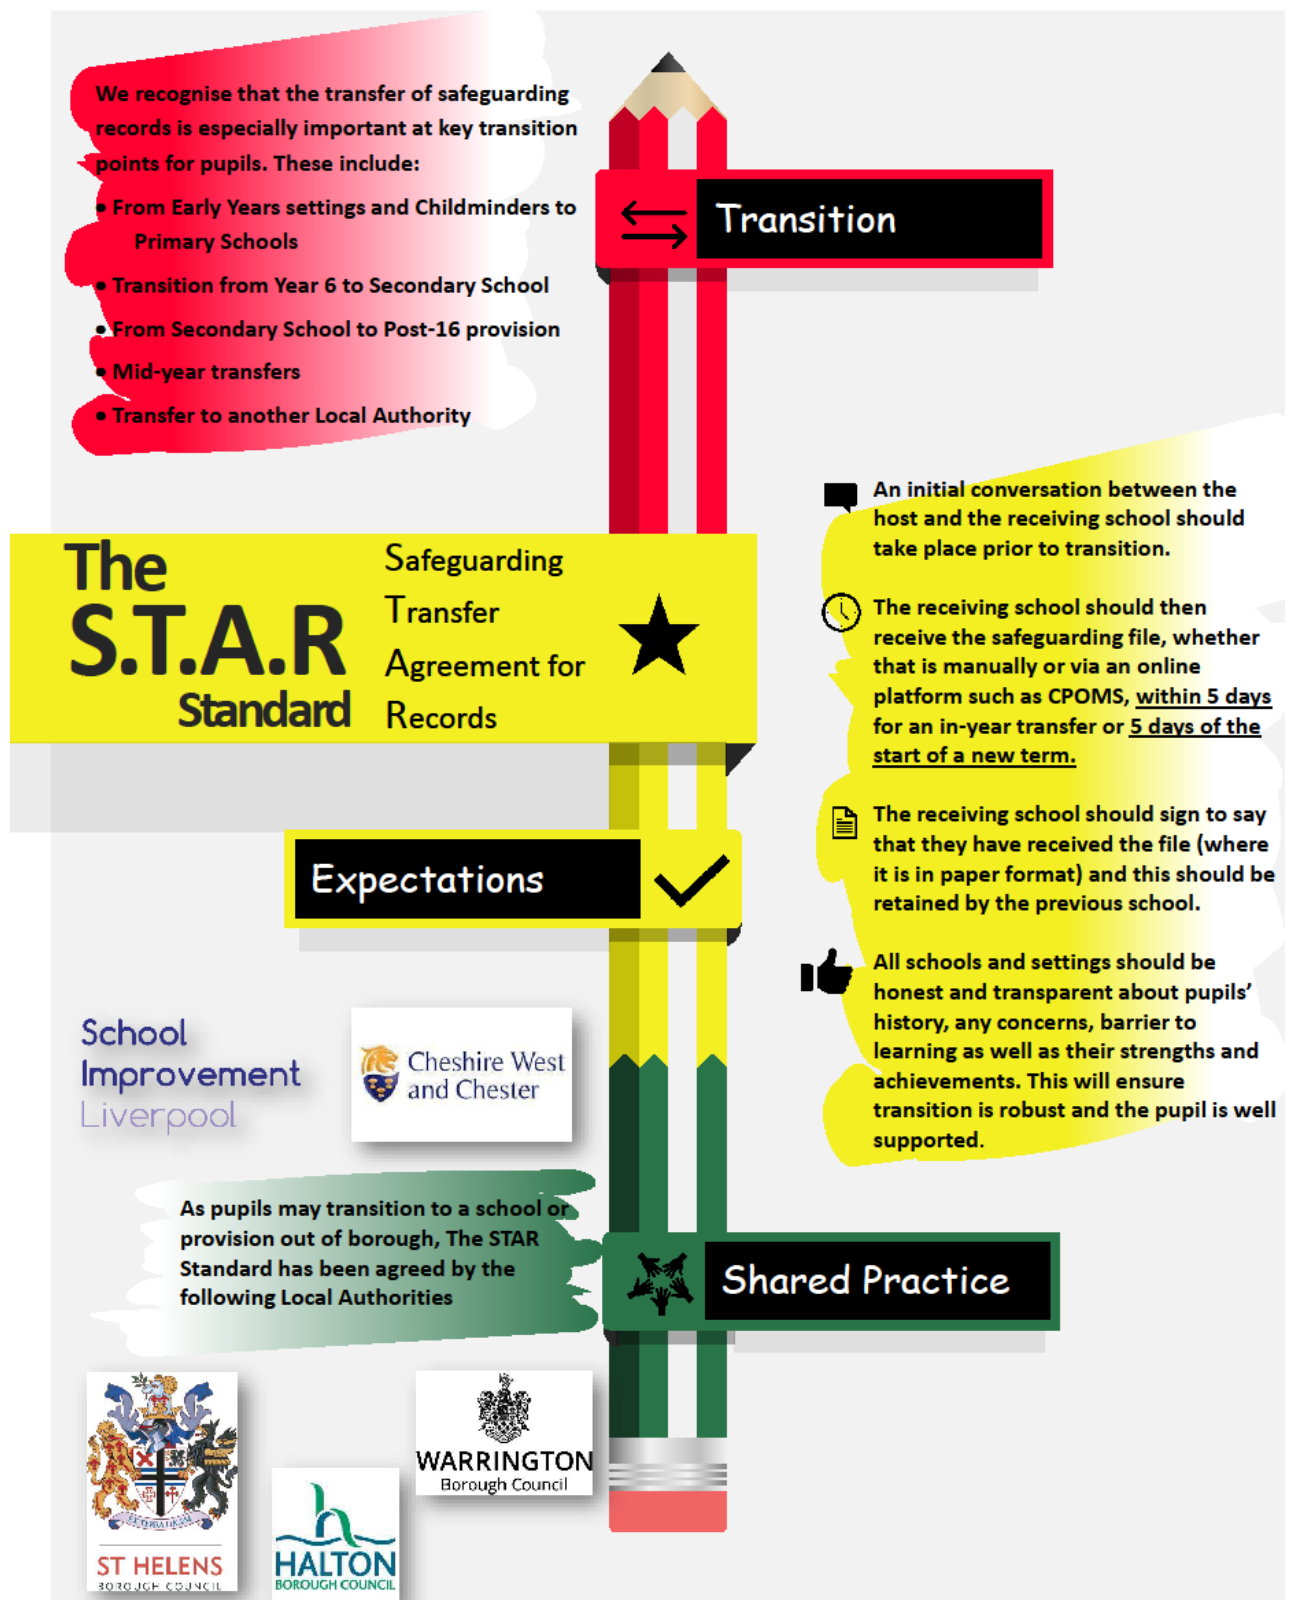 We recognise that the transfer of safeguarding
records is especially important at key transition
points for pupils. These include:
• From Early Years settings and Childminders to
Primary Schools
• Transition from Year 6 to Secondary School
• From Secondary School to Post-16 provision
• Mid-year transfers
• Transfer to another Local Authority
Transition
The
S.T.A.R
Standard
Safeguarding
Transfer
Agreement for
Records
An initial conversation between the
host and the receiving school should
take place prior to transition.
The receiving school should then
receive the safeguarding file, whether
that is manually or via an online
platform such as CPOMS, within 5 days
for an in-year transfer or 5 days of the
start of a new term.
The receiving school should sign to say
that they have received the file (where
it is in paper format) and this should be
retained by the previous school.
All schools and settings should be
honest and transparent about pupils’
history, any concerns, barrier to
learning as well as their strengths and
achievements. This will ensure
transition is robust and the pupil is well
supported.
Expectations
School
Improvement
Liverpool
Cheshire West
and Chester
As pupils may transition to a school or
provision out of borough, The STAR
Standard has been agreed by the
following Local Authorities
Shared Practice
ST HELENS
BOROUGH COUNCIL
HALTON
BOROUGH COUNCIL
WARRINGTON
Borough Council